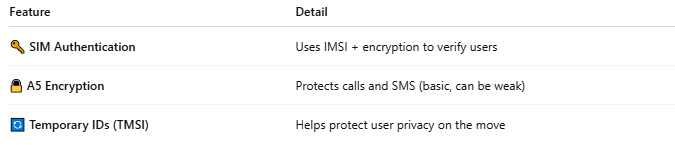 Feature Detail
🔑 SIM Authentication Uses IMSI + encryption to verify users
🔒 A5 Encryption Protects calls and SMS (basic, can be weak)
🔄 Temporary IDs (TMSI) Helps protect user privacy on the move